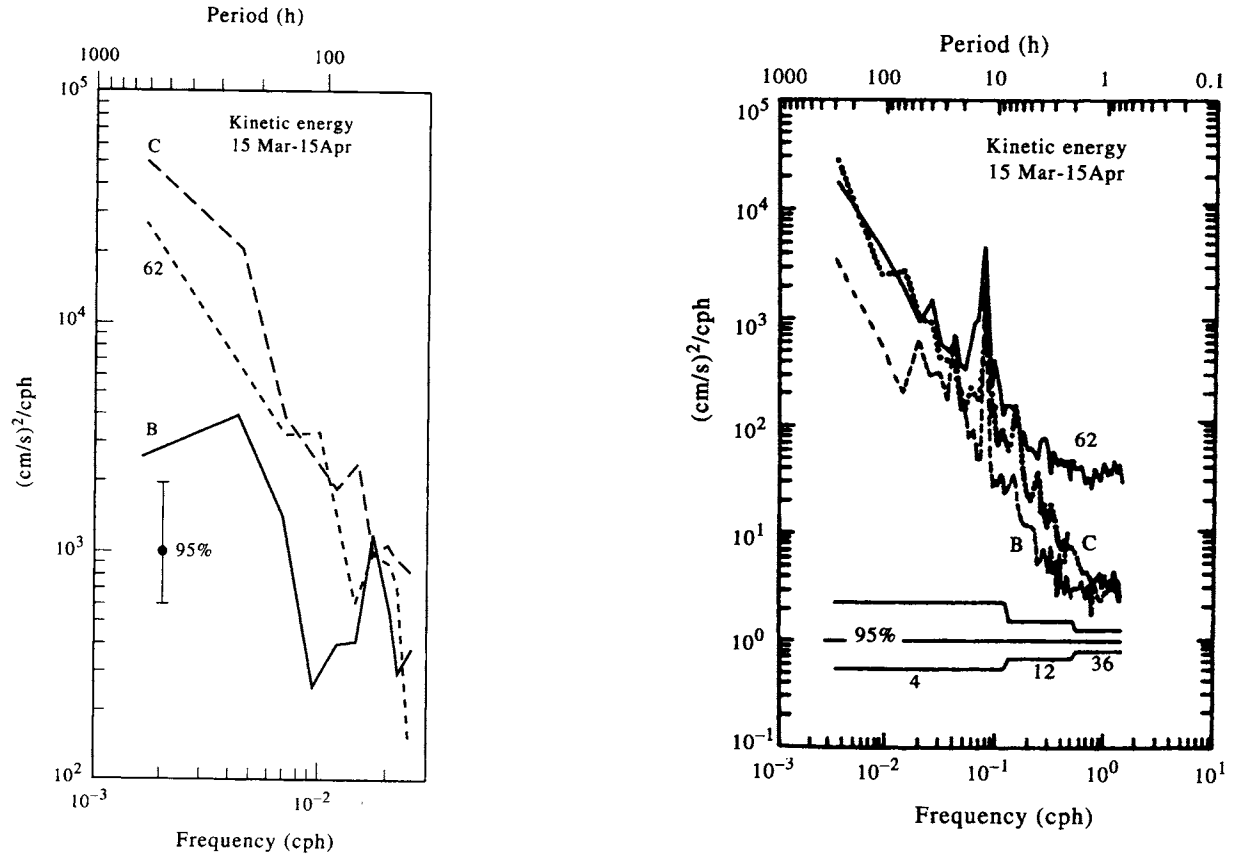 Period (h)
1000 100
10^5
Kinetic energy
15 Mar-15Apr
C
62
10^4
B
(cm/s)^2/cph
95%
10^3
10^2
10^-3 10^-2
Frequency (cph)
Period (h)
1000 100 10 1 0.1
10^5
Kinetic energy
15 Mar-15Apr
10^4
10^3
(cm/s)^2/cph
10^2
62
10^1
B C
95%
10^0
4 12 36
10^-1
10^-3 10^-2 10^-1 10^0 10^1
Frequency (cph)